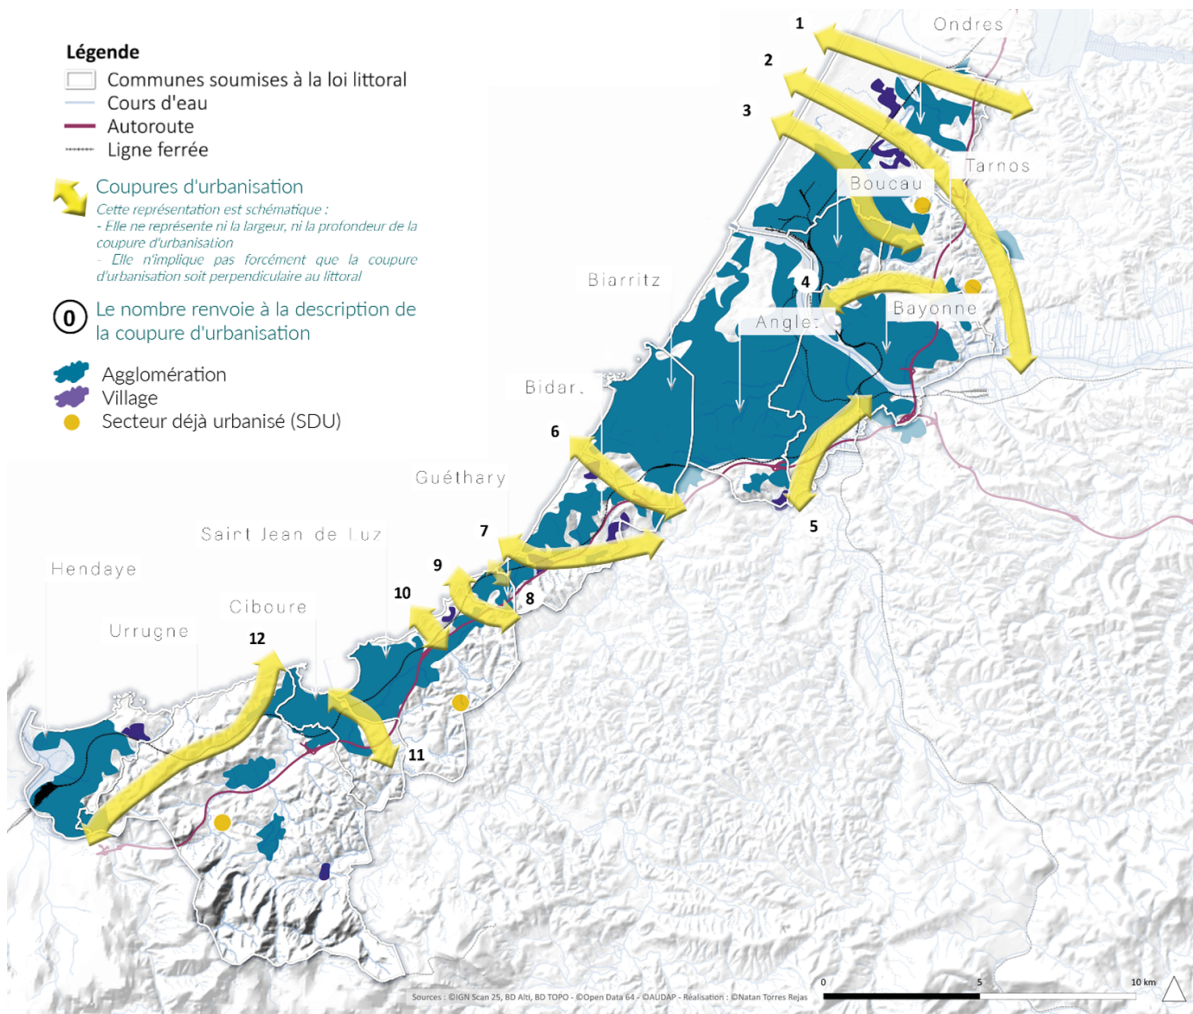 Légende
Communes soumises à la loi littoral
Cours d'eau
Autoroute
Ligne ferrée
Coupures d'urbanisation
Cette représentation est schématique :
- Elle ne représente ni la largeur, ni la profondeur de la
coupure d'urbanisation
- Elle n'implique pas forcément que la coupure
d'urbanisation soit perpendiculaire au littoral
0
Le nombre renvoie à la description de
la coupure d'urbanisation
Agglomération
Village
Secteur déjà urbanisé (SDU)
1
Ondres
2
3
Tarnos
Boucau
Biarritz
4
Bayonne
Anglet
Bidar.
6
Guéthary
5
7
Saint Jean de Luz
9
Hendaye
10
8
Ciboure
Urrugne
12
11
0
5
10 km
Sources : ©IGN Scan 25, BD Alti, BD TOPO - ©Open Data 64 - ©AUDAP - Réalisation : ©Natan Torres Rejas